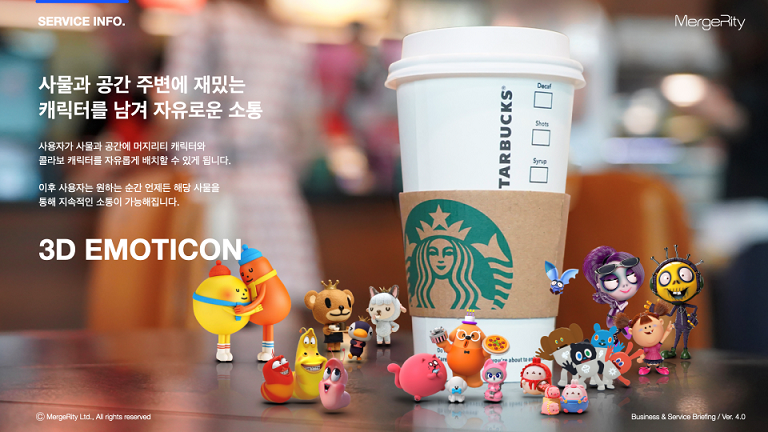 SERVICE INFO.
MergeRity
사물과 공간 주변에 재밌는
캐릭터를 남겨 자유로운 소통
사용자가 사물과 공간에 머지리티 캐릭터와
콜라보 캐릭터를 자유롭게 배치할 수 있게 됩니다.
이후 사용자는 원하는 순간 언제든 해당 사물을
통해 지속적인 소통이 가능해집니다.
3D EMOTICON
Decaf
Shots
Syrup
TARBUCKS®
you're about to
Ⓒ MergeRity Ltd., All rights reserved
Business & Service Briefing / Ver. 4.0